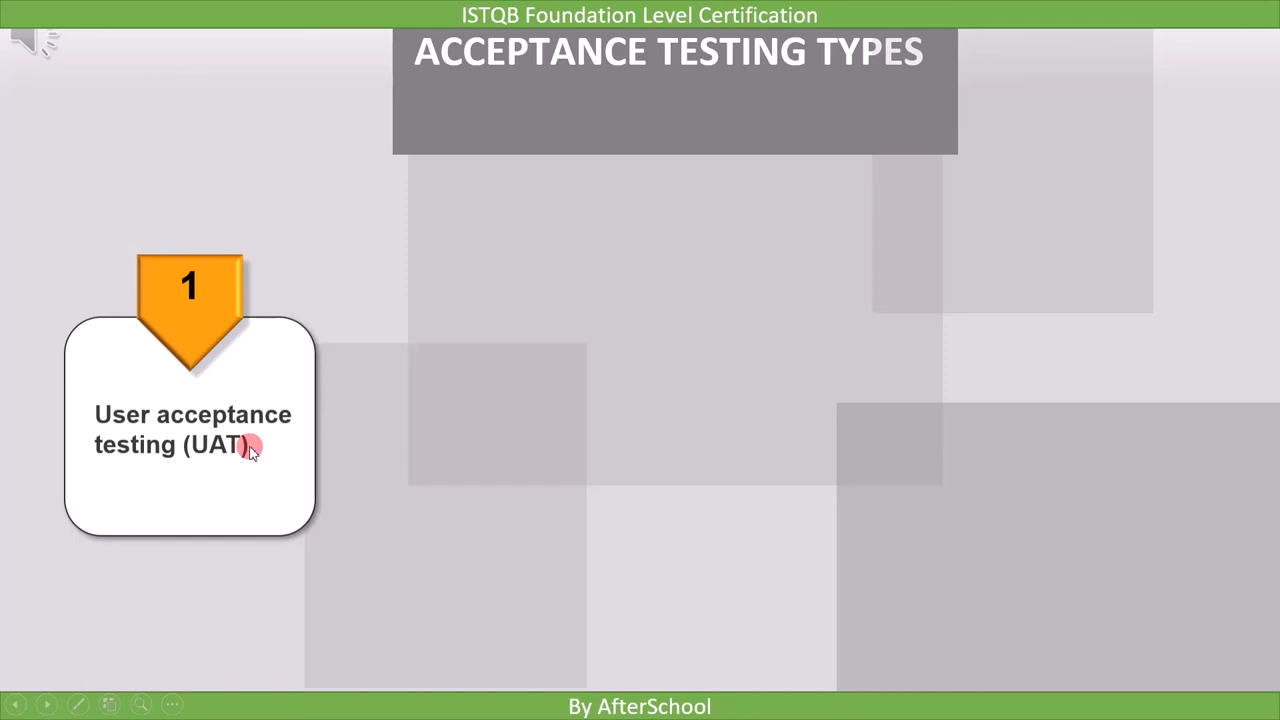 ISTQB Foundation Level Certification
ACCEPTANCE TESTING TYPES
1
User acceptance
testing (UAT)
By AfterSchool